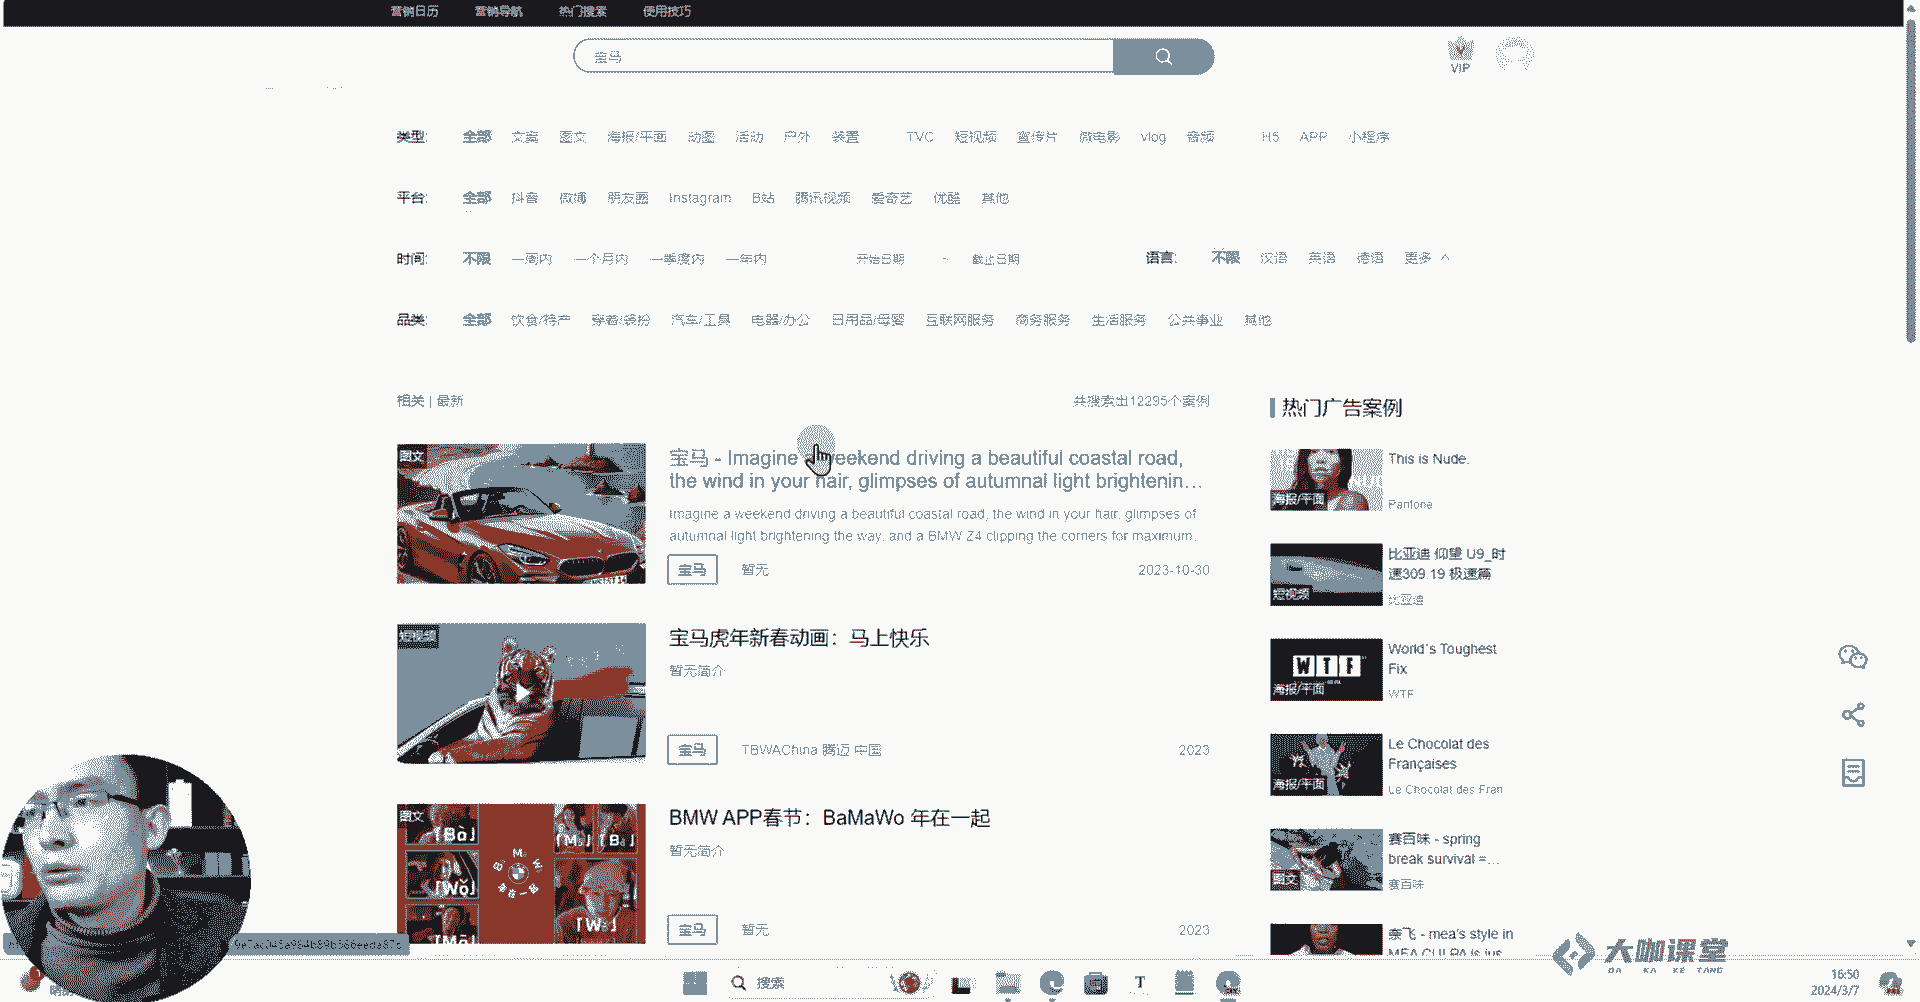 营销日历 营销导航 热门搜索 使用技巧
宝马
VIP
类型: 全部 文案 图文 海报/平面 动图 活动 户外 装置 TVC 短视频 宣传片 微电影 vlog 音频 H5 APP 小程序
平台: 全部 抖音 微博 朋友圈 Instagram B站 腾讯视频 爱奇艺 优酷 其他
时间: 不限 一周内 一个月内 一季度内 一年内 开始日期 ~ 截止日期 语言: 不限 汉语 英语 德语 更多
品类: 全部 饮食/特产 穿着/装扮 汽车/工具 电器/办公 日用品/母婴 互联网服务 商务服务 生活服务 公共事业 其他
相关 | 最新
共搜索出12295个案例
图文
宝马 - Imagine weekend driving a beautiful coastal road,
the wind in your hair, glimpses of autumnal light brightenin...
Imagine a weekend driving a beautiful coastal road, the wind in your hair, glimpses of
autumnal light brightening the way, and a BMW Z4 clipping the corners for maximum.
宝马 暂无 2023-10-30
短视频
宝马虎年新春动画：马上快乐
暂无简介
宝马 TBWAChina 腾迈 中国 2023
图文
「Bǎ」
「Wǒ」
BMW APP春节：BaMaWo 年在一起
暂无简介
宝马 暂无 2023
热门广告案例
海报/平面
This is Nude.
Pantone
短视频
比亚迪 仰望 U9_时
速309.19 极速篇
比亚迪
WTF
海报/平面
World's Toughest
Fix
WTF
海报/平面
Le Chocolat des
Françaises
Le Chocolat des Fran
图文
赛百味 - spring
break survival =...
赛百味
奈飞 - mea's style in
MEA CULPA is jus
大咖课堂
DA KA KE TANG
搜索
T
16:50
2024/3/7